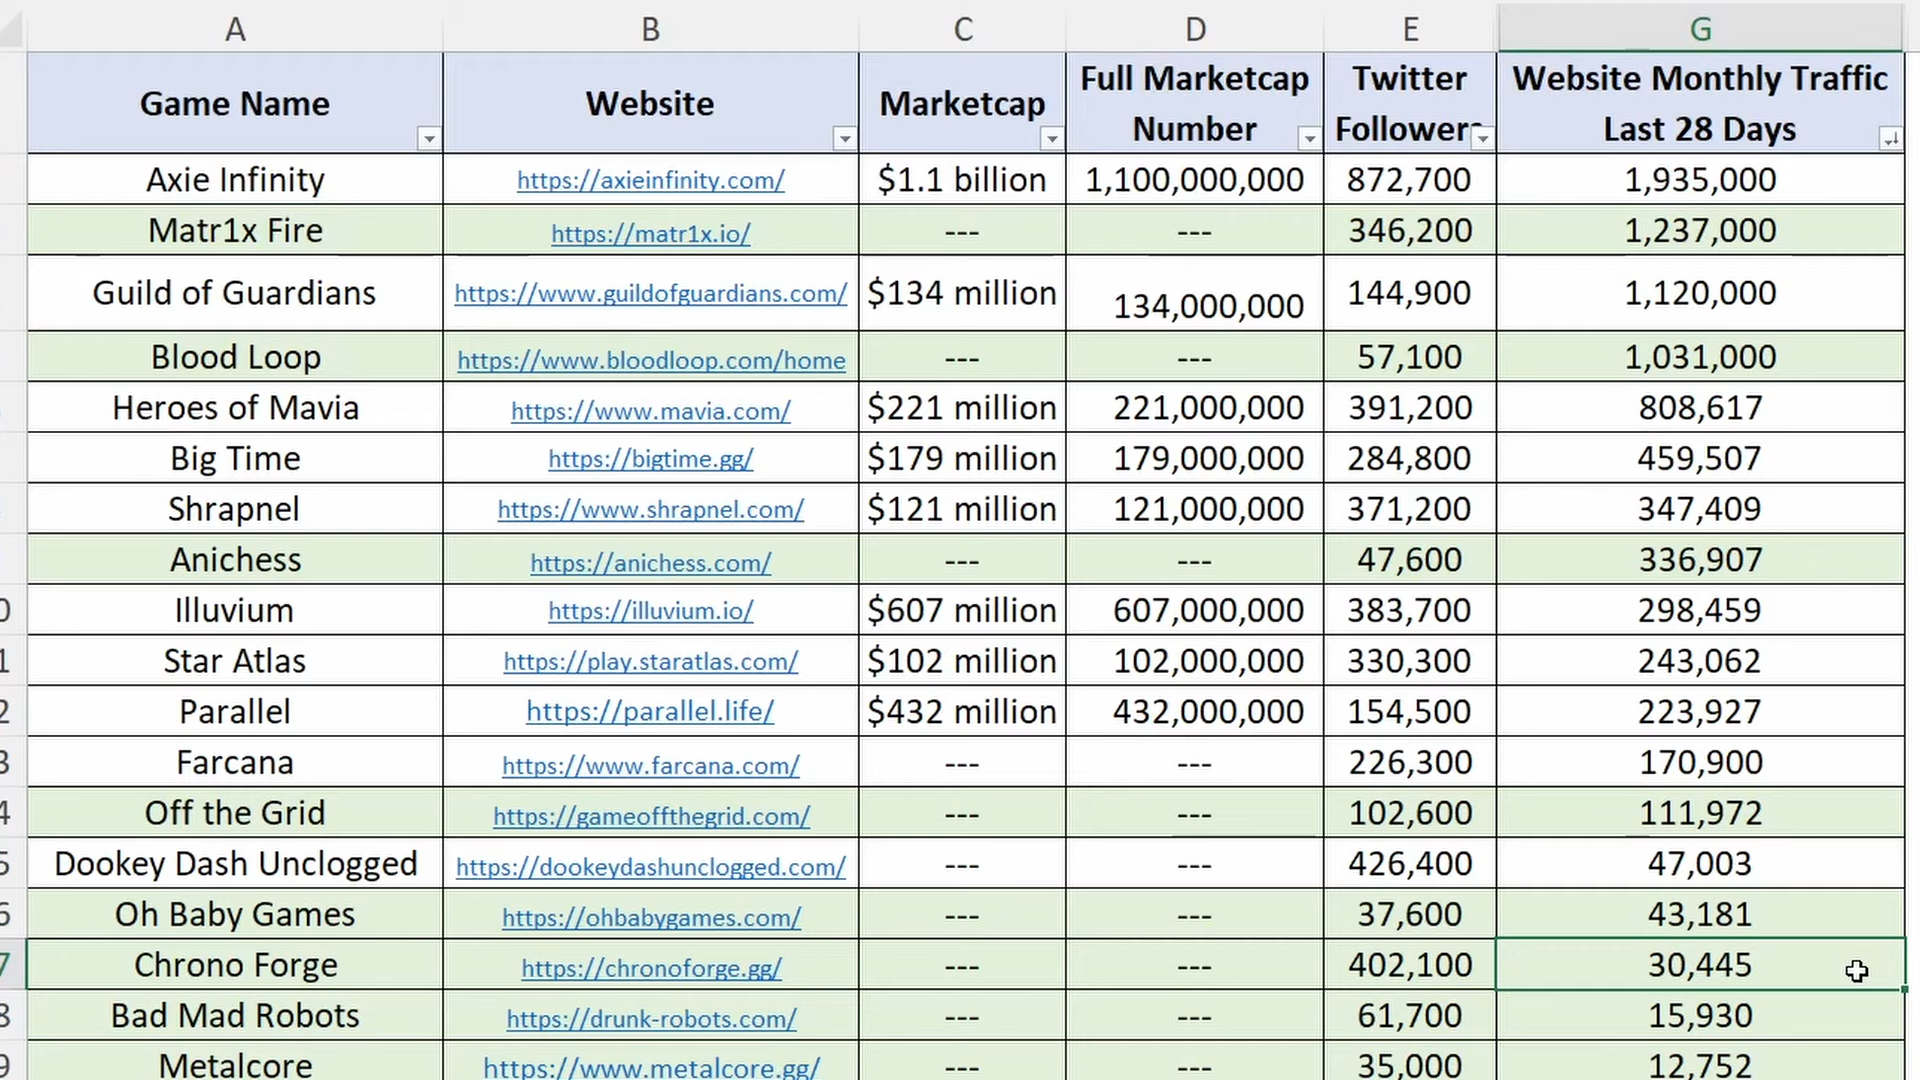 A B C D E G
Game Name Website Marketcap Full Marketcap Number Twitter Followers Website Monthly Traffic Last 28 Days
Axie Infinity https://axieinfinity.com/ $1.1 billion 1,100,000,000 872,700 1,935,000
Matr1x Fire https://matr1x.io/ --- --- 346,200 1,237,000
Guild of Guardians https://www.guildofguardians.com/ $134 million 134,000,000 144,900 1,120,000
Blood Loop https://www.bloodloop.com/home --- --- 57,100 1,031,000
Heroes of Mavia https://www.mavia.com/ $221 million 221,000,000 391,200 808,617
Big Time https://bigtime.gg/ $179 million 179,000,000 284,800 459,507
Shrapnel https://www.shrapnel.com/ $121 million 121,000,000 371,200 347,409
Anichess https://anichess.com/ --- --- 47,600 336,907
0 Illuvium https://illuvium.io/ $607 million 607,000,000 383,700 298,459
1 Star Atlas https://play.staratlas.com/ $102 million 102,000,000 330,300 243,062
2 Parallel https://parallel.life/ $432 million 432,000,000 154,500 223,927
3 Farcana https://www.farcana.com/ --- --- 226,300 170,900
4 Off the Grid https://gameoffthegrid.com/ --- --- 102,600 111,972
5 Dookey Dash Unclogged https://dookeydashunclogged.com/ --- --- 426,400 47,003
6 Oh Baby Games https://ohbabygames.com/ --- --- 37,600 43,181
7 Chrono Forge https://chronoforge.gg/ --- --- 402,100 30,445
8 Bad Mad Robots https://drunk-robots.com/ --- --- 61,700 15,930
9 Metalcore https://www.metalcore.gg/ --- --- 35,000 12,752